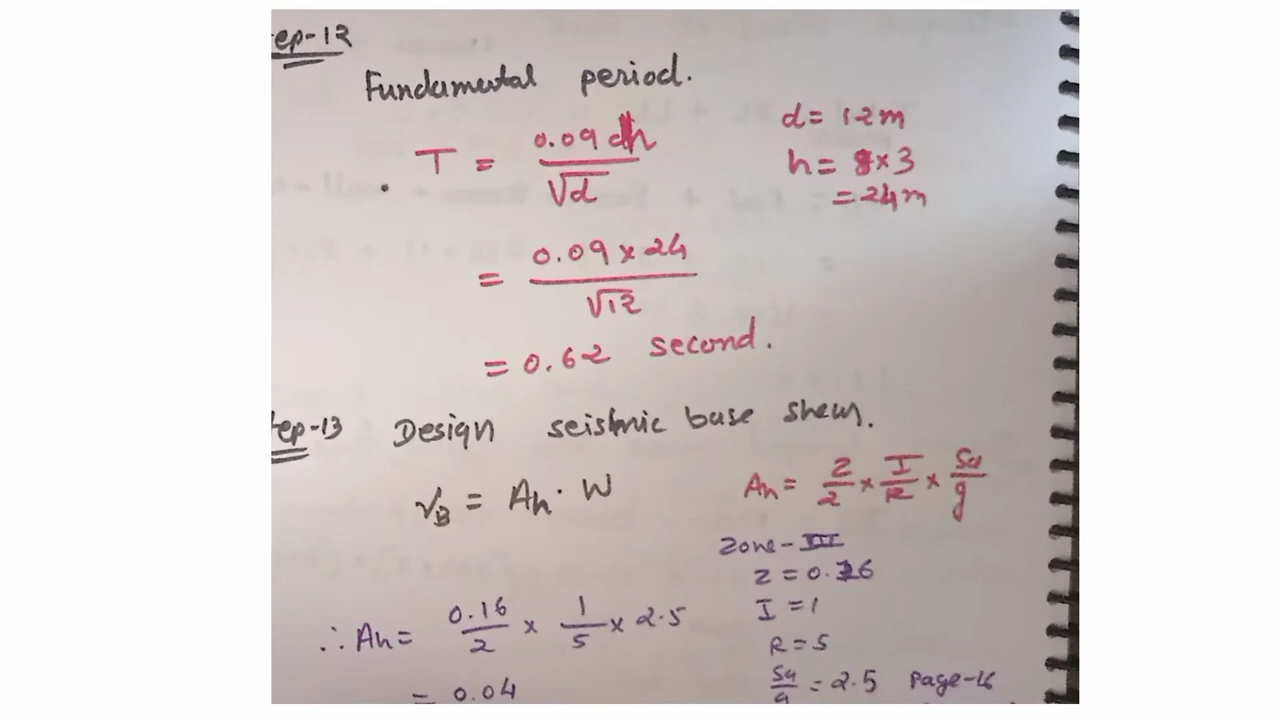 ep-12
Fundamental period.
T = 0.09 h / √d
d = 12m
h = 8×3
= 24m
= 0.09 × 24 / √12
= 0.62 second.
tep-13 Design seismic base shear.
VB = Ah . W
Ah = Z/2 × I/R × Sa/g
Zone - III
Z = 0.16
I = 1
R = 5
Sa/g = 2.5 Page-16
∴ Ah = 0.16/2 × 1/5 × 2.5
= 0.04